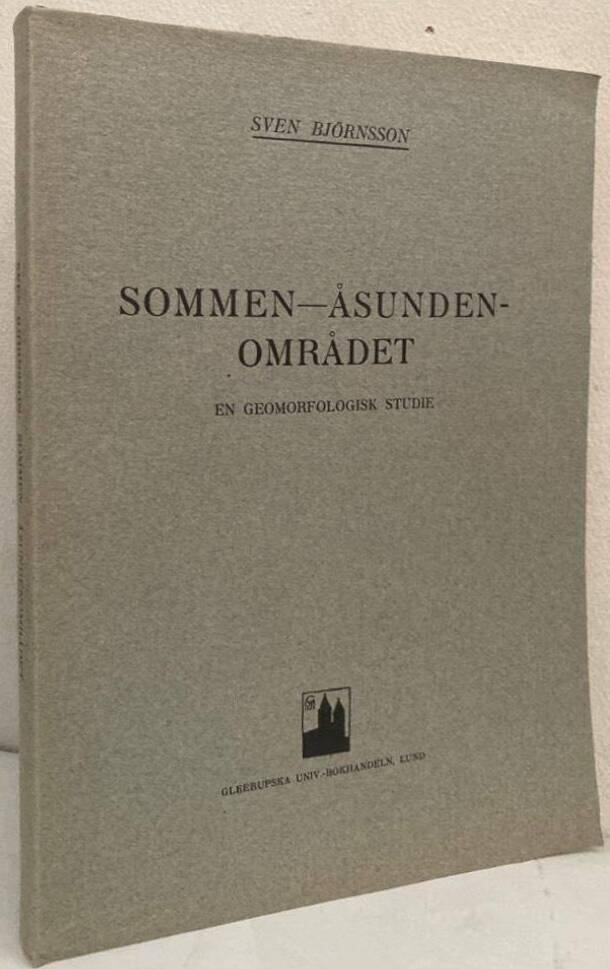 SVEN BJÖRNSSON
SOMMEN—ÅSUNDEN-
OMRÅDET
EN GEOMORFOLOGISK STUDIE
GLEERUPSKA UNIV.-BOKHANDELN, LUND